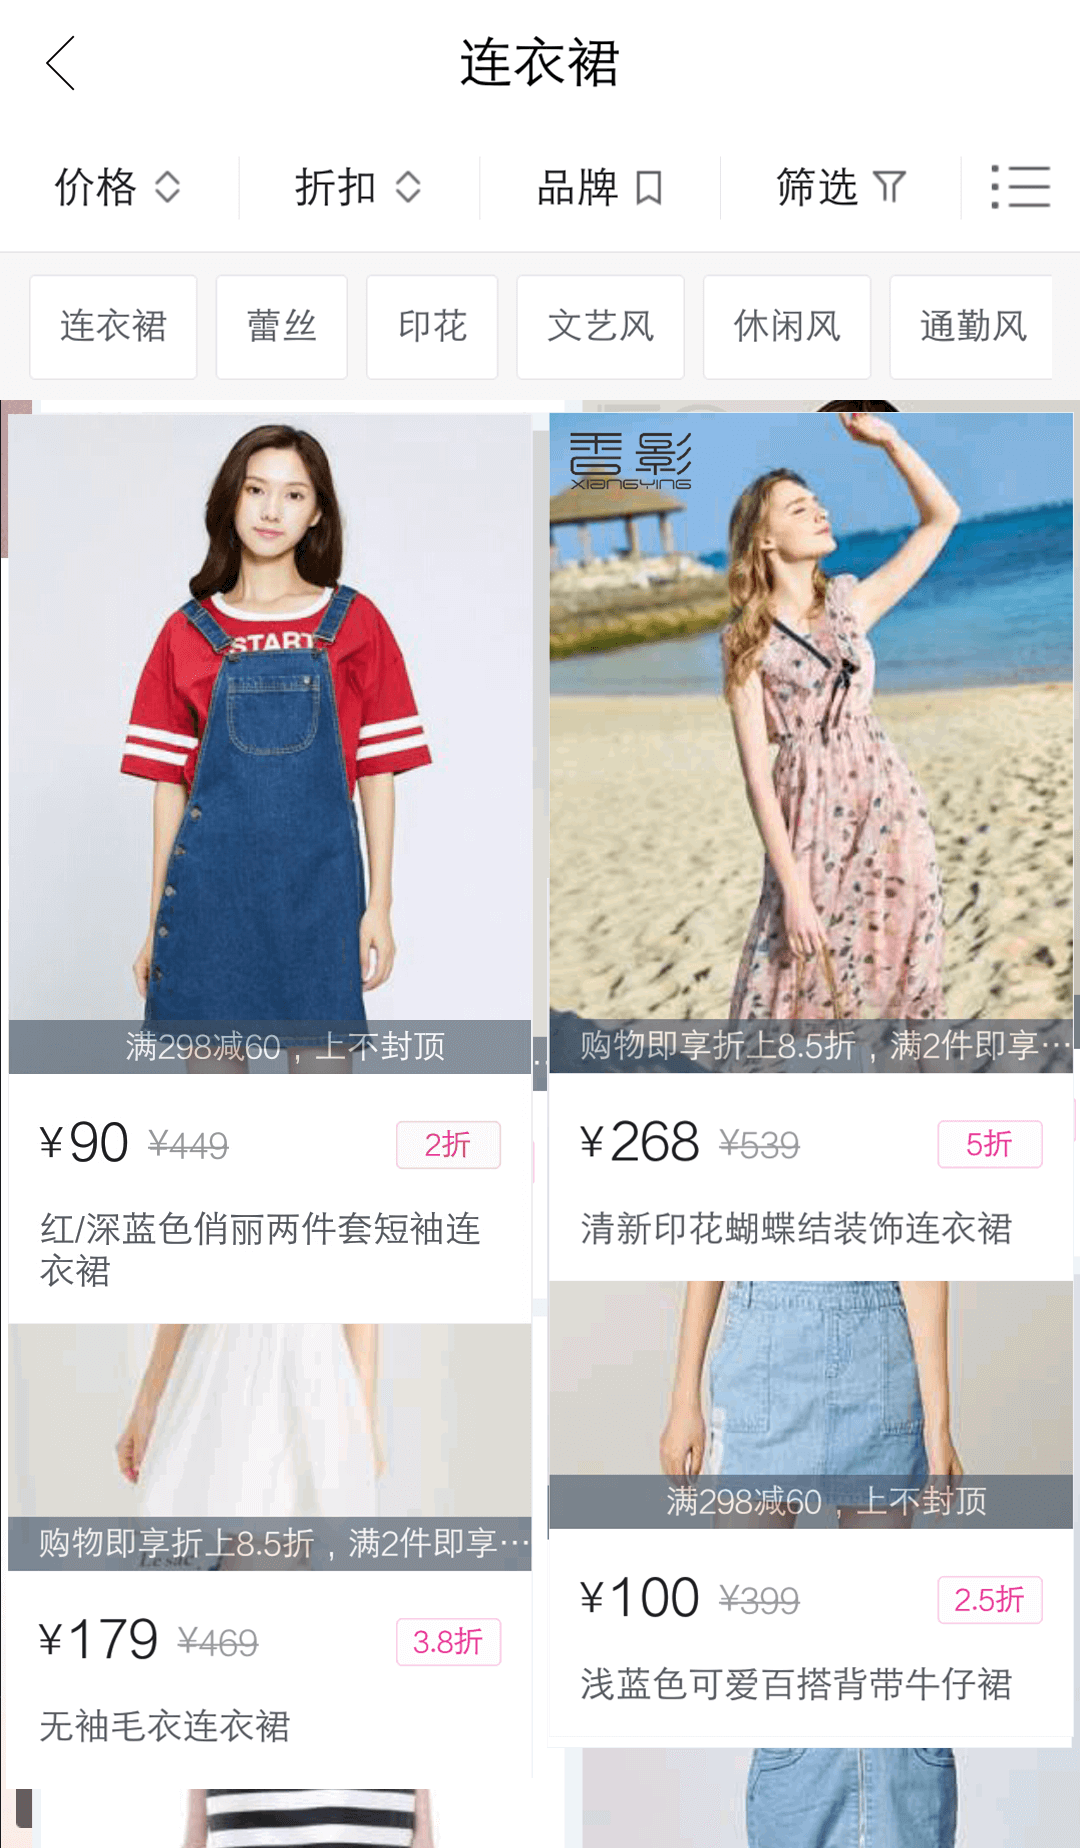 连衣裙
价格
折扣
品牌
筛选
连衣裙
蕾丝
印花
文艺风
休闲风
通勤风
START
香影
XIANGYING
满298减60，上不封顶
购物即享折上8.5折，满2件即享…
¥90 ¥449 2折
¥268 ¥539 5折
红/深蓝色俏丽两件套短袖连
衣裙
清新印花蝴蝶结装饰连衣裙
购物即享折上8.5折，满2件即享…
满298减60，上不封顶
¥179 ¥469 3.8折
¥100 ¥399 2.5折
无袖毛衣连衣裙
浅蓝色可爱百搭背带牛仔裙